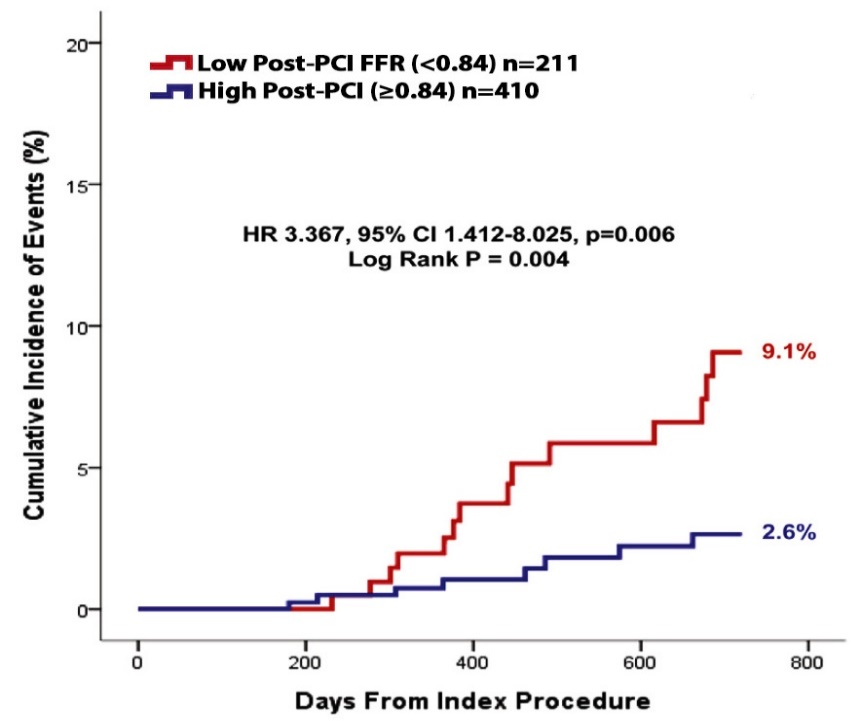 20
Low Post-PCI FFR (<0.84) n=211
High Post-PCI (≥0.84) n=410
15
Cumulative Incidence of Events (%)
HR 3.367, 95% CI 1.412-8.025, p=0.006
Log Rank P = 0.004
10
9.1%
5
2.6%
0
0 200 400 600 800
Days From Index Procedure